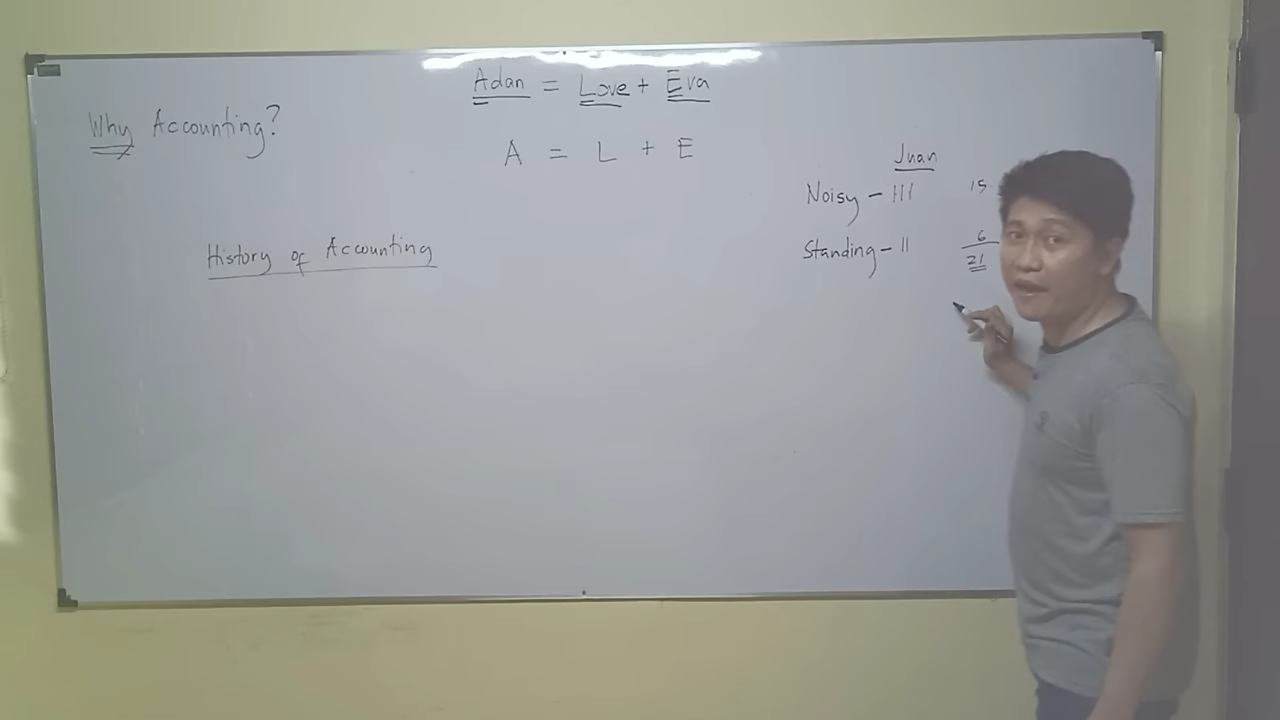 Adan = Love + Eva
Why Accounting?
A = L + E
Juan
Noisy - III 15
Standing - II 6
21
History of Accounting